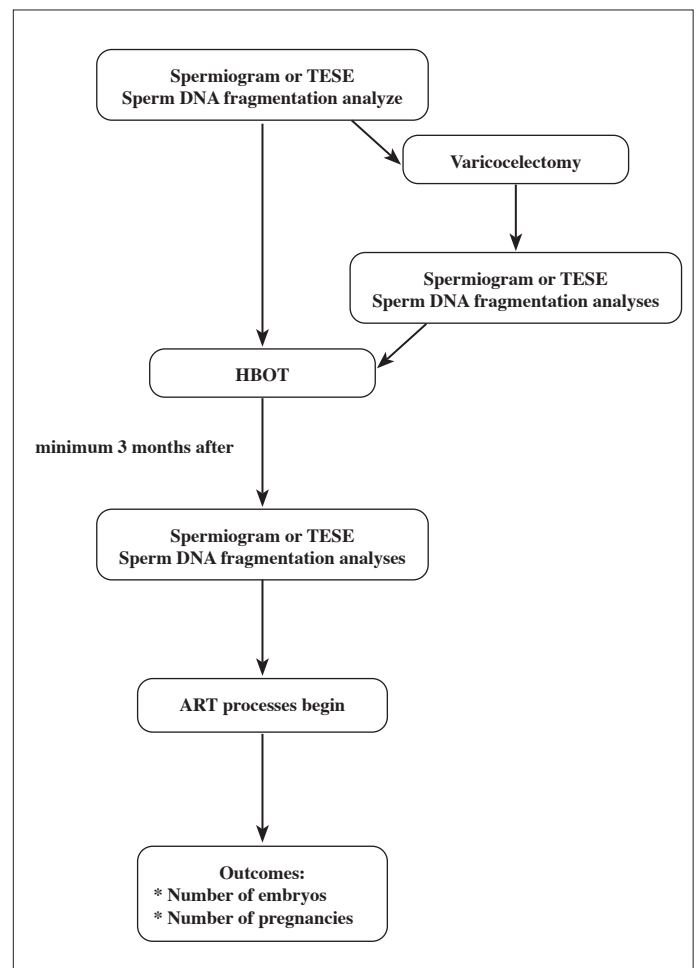 Spermiogram or TESE
Sperm DNA fragmentation analyze
Varicocelectomy
Spermiogram or TESE
Sperm DNA fragmentation analyses
HBOT
minimum 3 months after
Spermiogram or TESE
Sperm DNA fragmentation analyses
ART processes begin
Outcomes:
* Number of embryos
* Number of pregnancies